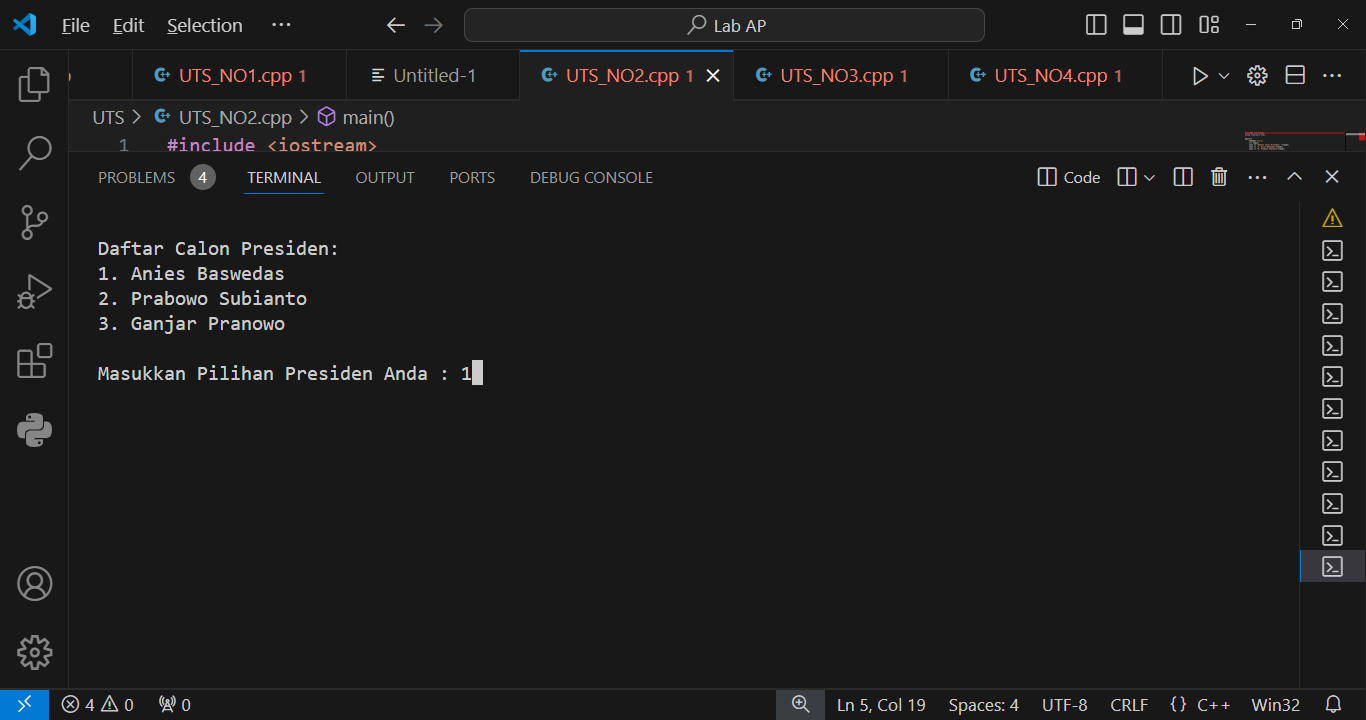 File Edit Selection ··· Lab AP
UTS_NO1.cpp 1 Untitled-1 UTS_NO2.cpp 1 UTS_NO3.cpp 1 UTS_NO4.cpp 1
UTS > UTS_NO2.cpp > main()
1 #include <iostream>
PROBLEMS 4 TERMINAL OUTPUT PORTS DEBUG CONSOLE Code
Daftar Calon Presiden:
1. Anies Baswedas
2. Prabowo Subianto
3. Ganjar Pranowo
Masukkan Pilihan Presiden Anda : 1
4 0 0 Ln 5, Col 19 Spaces: 4 UTF-8 CRLF {} C++ Win32